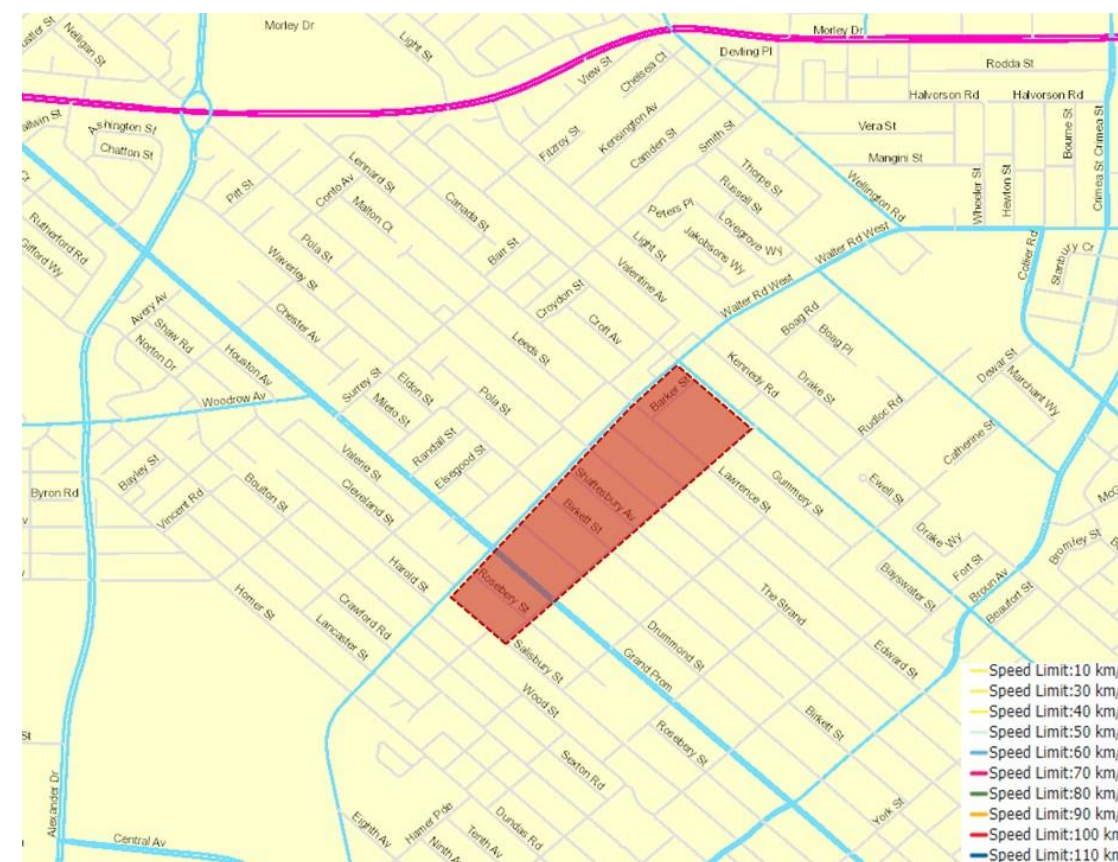 Morley Dr
Light St
Morley Dr
Devling Pl
Rodda St
Neiligan St
View St
Chelsea Ct
Halvorson Rd
Halvorson Rd
Ashington St
Chatton St
Fitzroy St
Kensington Av
Camden St
Smith St
Vera St
Mangini St
Bourne St
Crimea St
Crimea St
Lennard St
Conto Av
Malton Ct
Pitt St
Canada St
Thorpe St
Russell St
Wellington Rd
Wheeler St
Hewton St
Rutherford Rd
Gifford Wy
Pola St
Waverley St
Barr St
Peters Pl
Lovegrove Wy
Jakobsons Wy
Light St
Valentine Av
Walter Rd West
Walter Rd West
Collier Rd
Stanbury Cr
Avery Av
Shaw Rd
Norton Dr
Chester Av
Croydon St
Croft Av
Leeds St
Boag Rd
Boag Pl
Houston Av
Woodrow Av
Surrey St
Milero St
Eldon St
Pola St
Barker St
Kennedy Rd
Drake St
Rudloc Rd
Dewar St
Marchant Wy
Catherine St
Randall St
Elsegood St
Valerie St
Cleveland St
Bayley St
Byron Rd
Vincent Rd
Boulton St
Shaftesbury Av
Birkett St
Lawrence St
Gummery St
Ewell St
Drake Wy
Fort St
Bromley St
Harold St
Rosebery St
Homer St
Crawford Rd
Lancaster St
The Strand
Bayswater St
Broun Av
Beaufort St
Salisbury St
Wood St
Drummond St
Grand Prom
Edward St
Birkett St
Rosebery St
Sexton Rd
York St
St
Alexander Dr
Central Av
Eighth Av
Hamer Pde
Ninth Av
Tenth Av
Dundas Rd
Speed Limit:10 km/
Speed Limit:30 km/
Speed Limit:40 km/
Speed Limit:50 km/
Speed Limit:60 km/
Speed Limit:70 km/
Speed Limit:80 km/
Speed Limit:90 km/
Speed Limit:100 km
Speed Limit:110 km